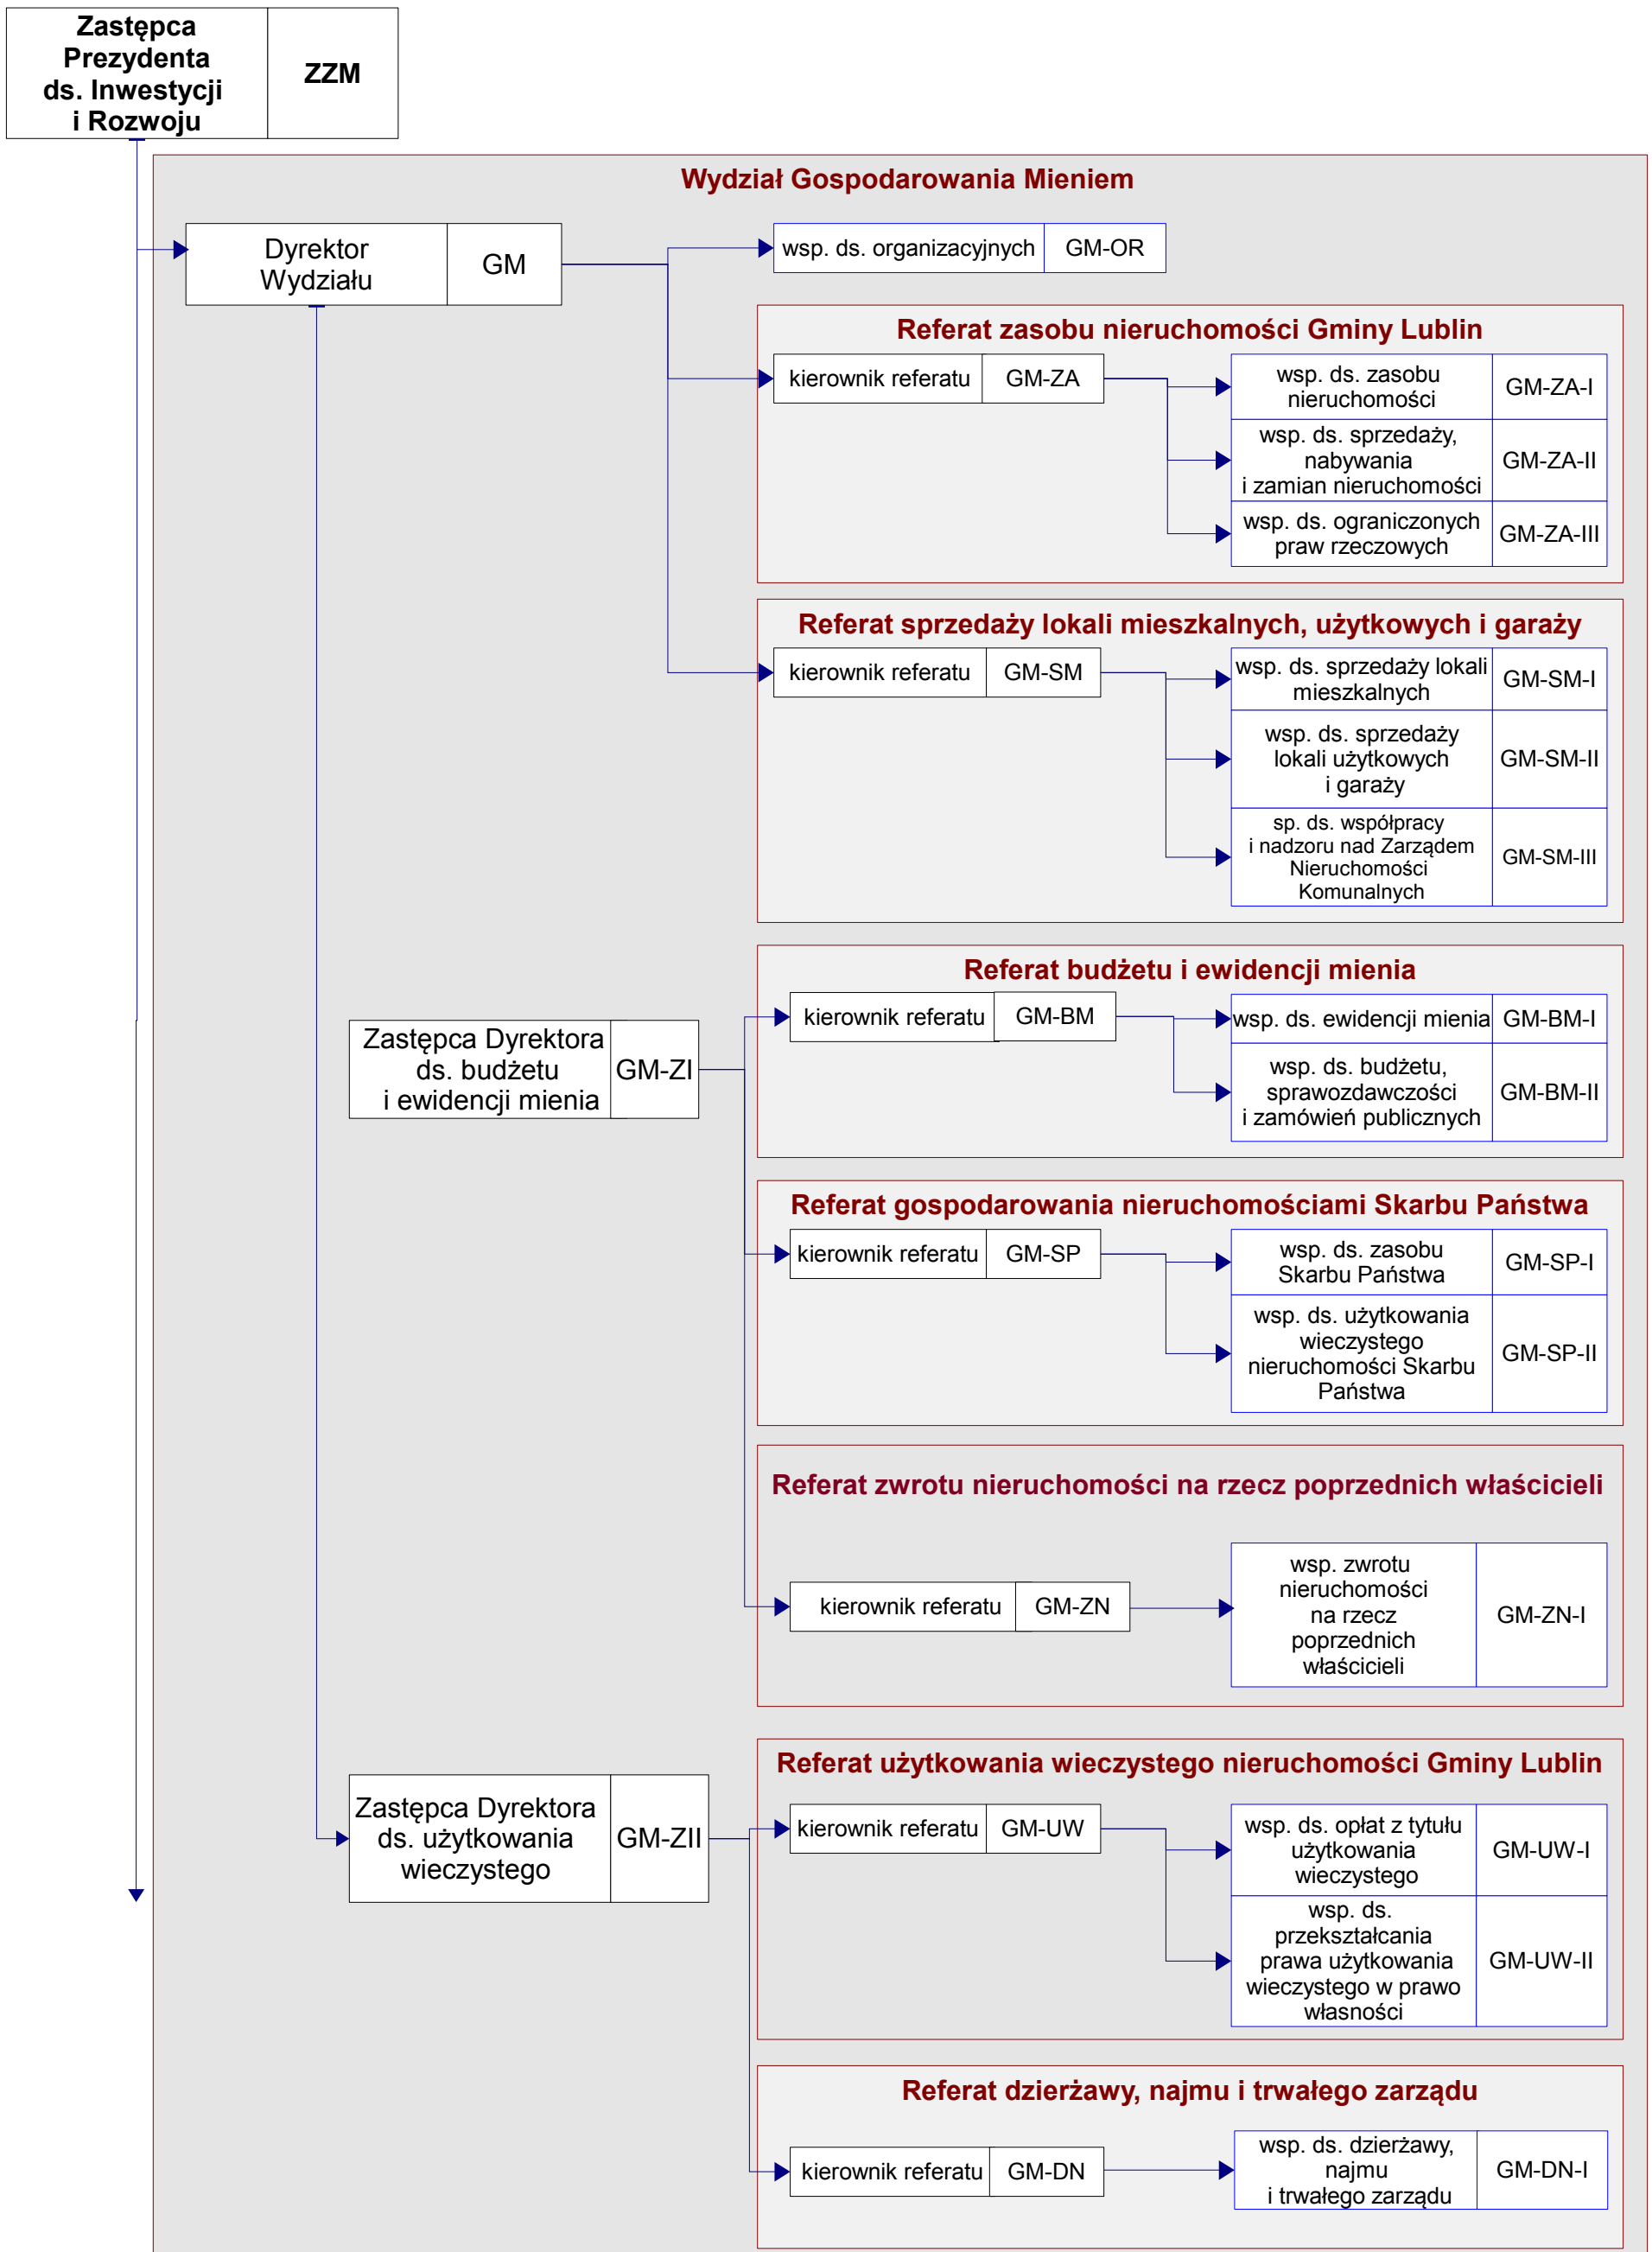 Zastępca
Prezydenta
ds. Inwestycji
i Rozwoju
ZZM
Wydział Gospodarowania Mieniem
Dyrektor
Wydziału
GM
wsp. ds. organizacyjnych
GM-OR
Referat zasobu nieruchomości Gminy Lublin
kierownik referatu
GM-ZA
wsp. ds. zasobu
nieruchomości
GM-ZA-I
wsp. ds. sprzedaży,
nabywania
i zamian nieruchomości
GM-ZA-II
wsp. ds. ograniczonych
praw rzeczowych
GM-ZA-III
Referat sprzedaży lokali mieszkalnych, użytkowych i garaży
kierownik referatu
GM-SM
wsp. ds. sprzedaży lokali
mieszkalnych
GM-SM-I
wsp. ds. sprzedaży
lokali użytkowych
i garaży
GM-SM-II
sp. ds. współpracy
i nadzoru nad Zarządem
Nieruchomości
Komunalnych
GM-SM-III
Referat budżetu i ewidencji mienia
Zastępca Dyrektora
ds. budżetu
i ewidencji mienia
GM-ZI
kierownik referatu
GM-BM
wsp. ds. ewidencji mienia
GM-BM-I
wsp. ds. budżetu,
sprawozdawczości
i zamówień publicznych
GM-BM-II
Referat gospodarowania nieruchomościami Skarbu Państwa
kierownik referatu
GM-SP
wsp. ds. zasobu
Skarbu Państwa
GM-SP-I
wsp. ds. użytkowania
wieczystego
nieruchomości Skarbu
Państwa
GM-SP-II
Referat zwrotu nieruchomości na rzecz poprzednich właścicieli
kierownik referatu
GM-ZN
wsp. zwrotu
nieruchomości
na rzecz
poprzednich
właścicieli
GM-ZN-I
Referat użytkowania wieczystego nieruchomości Gminy Lublin
Zastępca Dyrektora
ds. użytkowania
wieczystego
GM-ZII
kierownik referatu
GM-UW
wsp. ds. opłat z tytułu
użytkowania
wieczystego
GM-UW-I
wsp. ds.
przekształcania
prawa użytkowania
wieczystego w prawo
własności
GM-UW-II
Referat dzierżawy, najmu i trwałego zarządu
kierownik referatu
GM-DN
wsp. ds. dzierżawy,
najmu
i trwałego zarządu
GM-DN-I